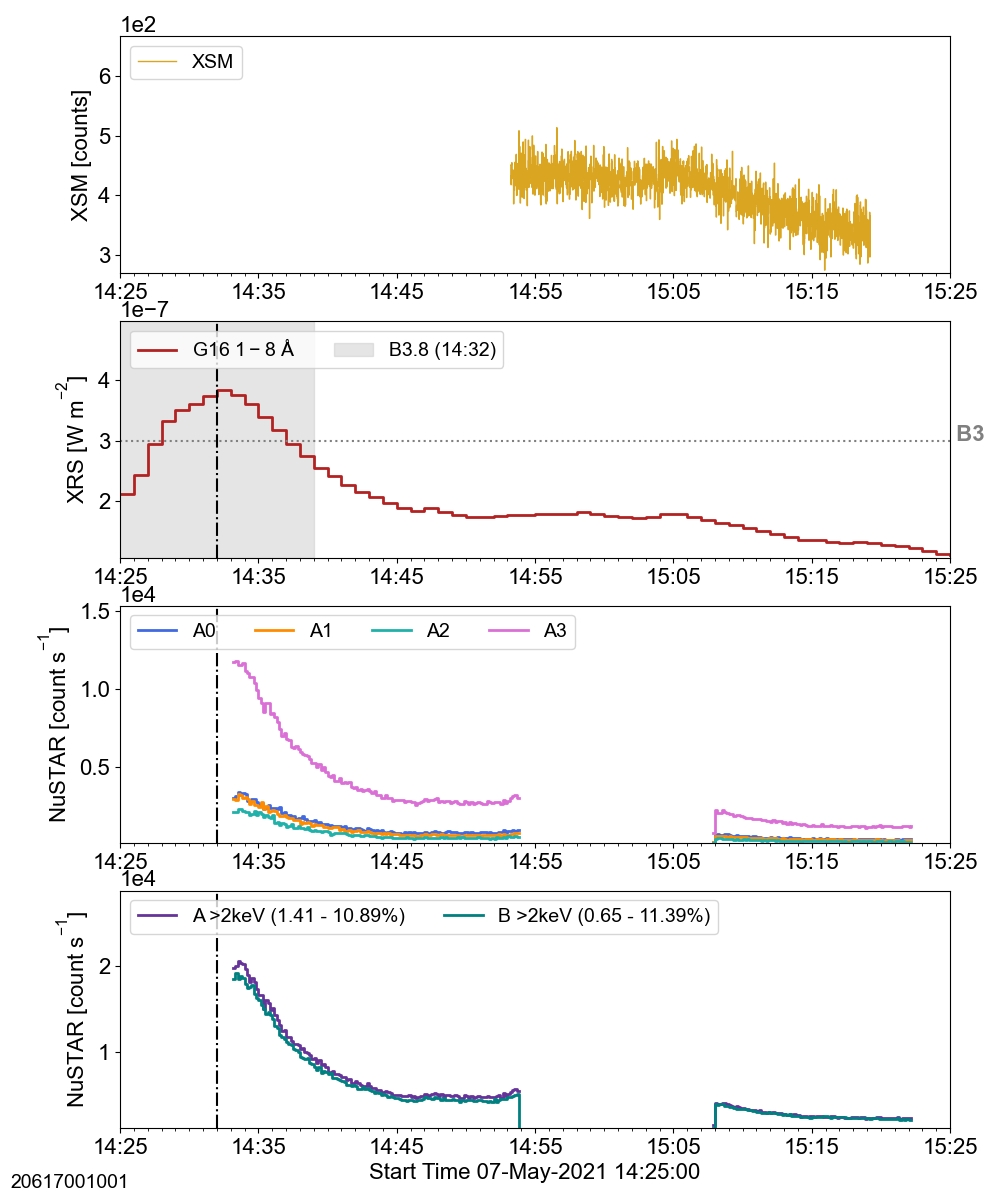 1e2
XSM
XSM [counts]
6
5
4
3
14:25 14:35 14:45 14:55 15:05 15:15 15:25
1e−7
G16 1 − 8 Å B3.8 (14:32)
XRS [W m⁻²]
4
3
2
B3
14:25 14:35 14:45 14:55 15:05 15:15 15:25
1e4
A0 A1 A2 A3
NuSTAR [count s⁻¹]
1.5
1.0
0.5
14:25 14:35 14:45 14:55 15:05 15:15 15:25
1e4
A >2keV (1.41 - 10.89%) B >2keV (0.65 - 11.39%)
NuSTAR [count s⁻¹]
2
1
14:25 14:35 14:45 14:55 15:05 15:15 15:25
Start Time 07-May-2021 14:25:00
20617001001